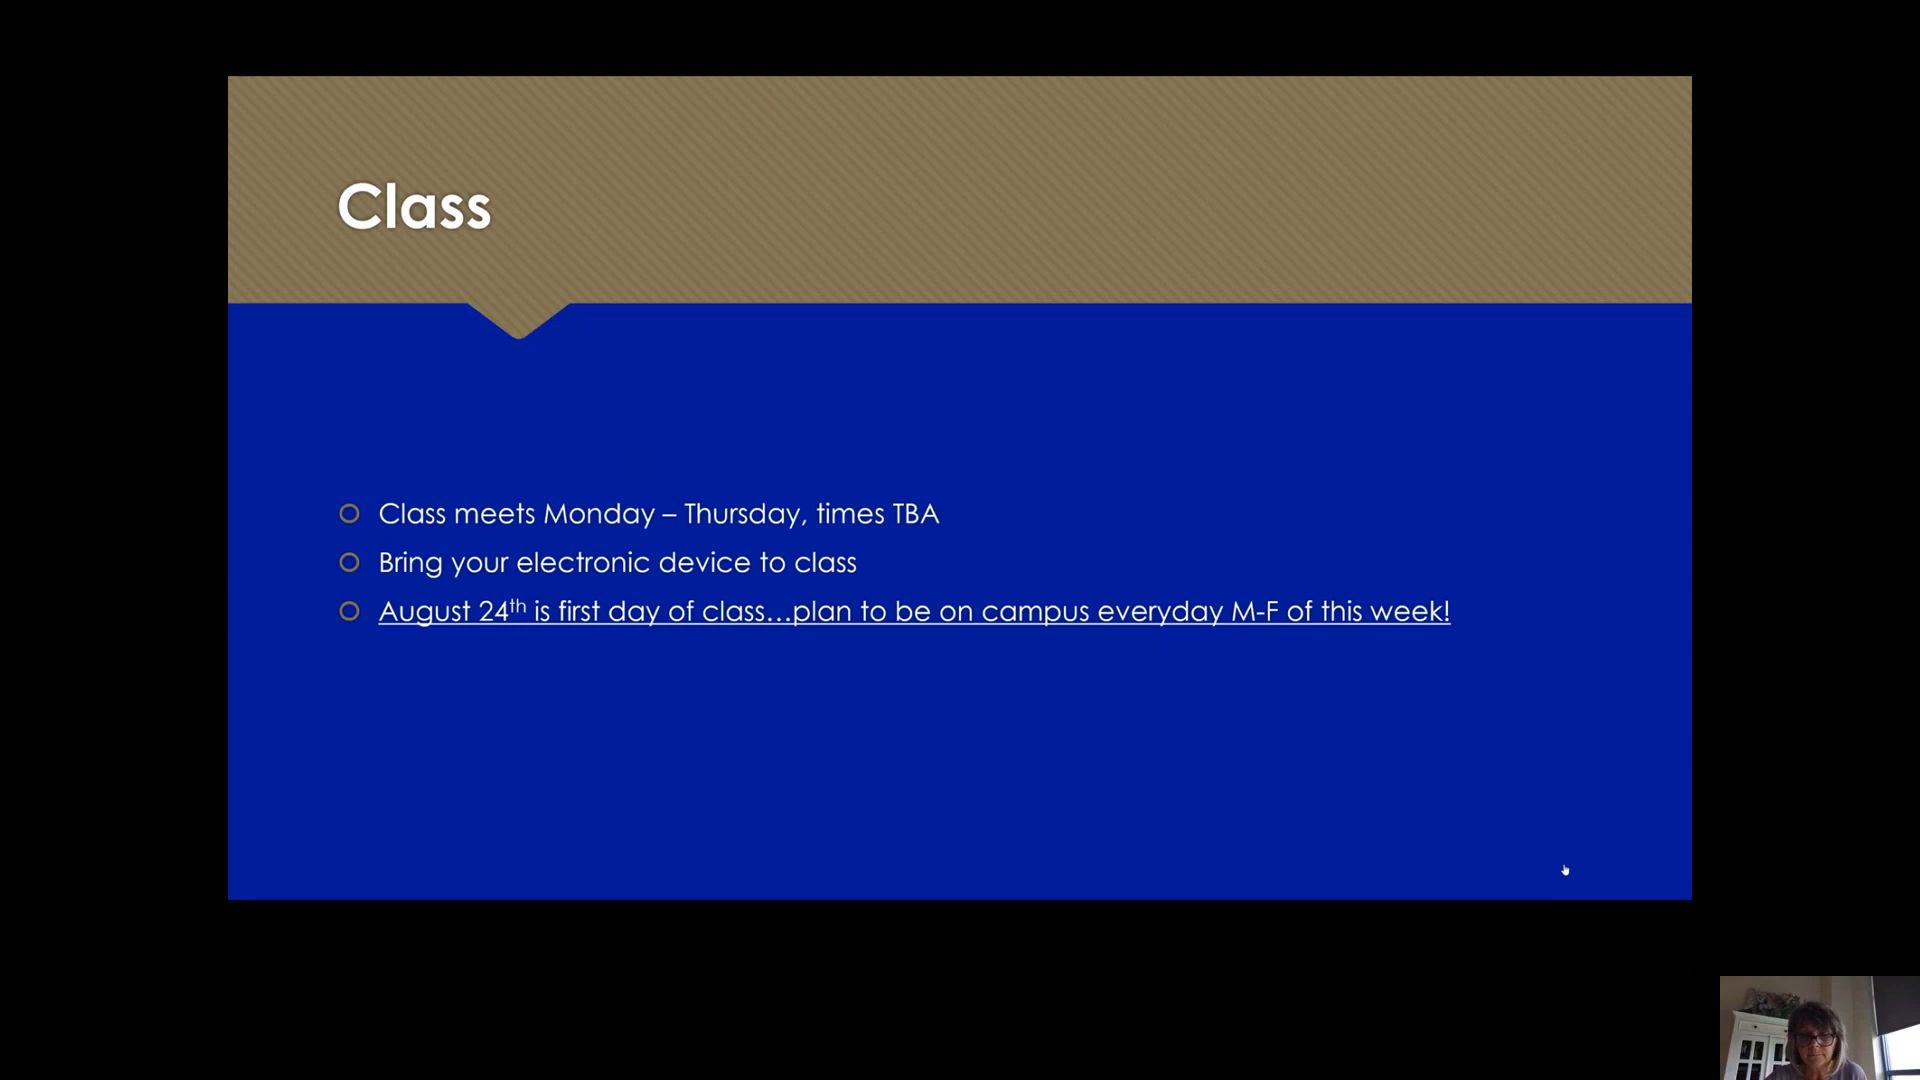 Class
Class meets Monday – Thursday, times TBA
Bring your electronic device to class
August 24th is first day of class…plan to be on campus everyday M-F of this week!